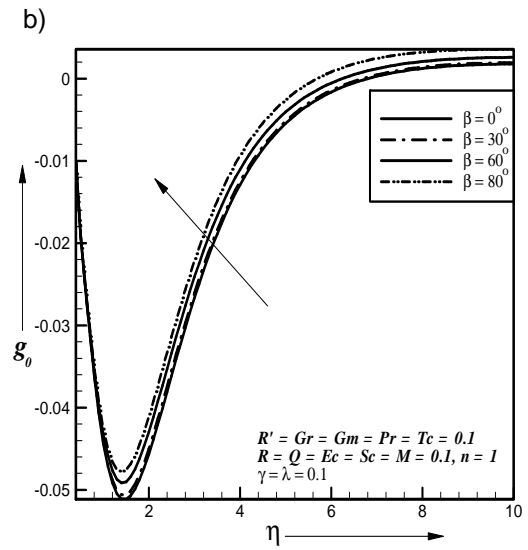 b)
0
-0.01
-0.02
-0.03
-0.04
-0.05
g₀
β = 0°
β = 30°
β = 60°
β = 80°
R' = Gr = Gm = Pr = Tc = 0.1
R = Q = Ec = Sc = M = 0.1, n = 1
γ = λ = 0.1
2 4 6 8 10
η